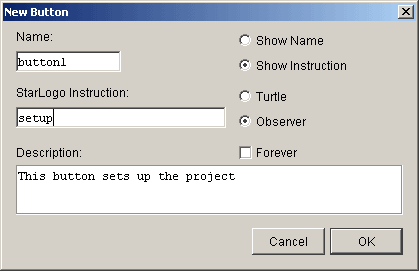 New Button
Name:
button1
Show Name
Show Instruction
StarLogo Instruction:
setup
Turtle
Observer
Description:
Forever
This button sets up the project
Cancel
OK